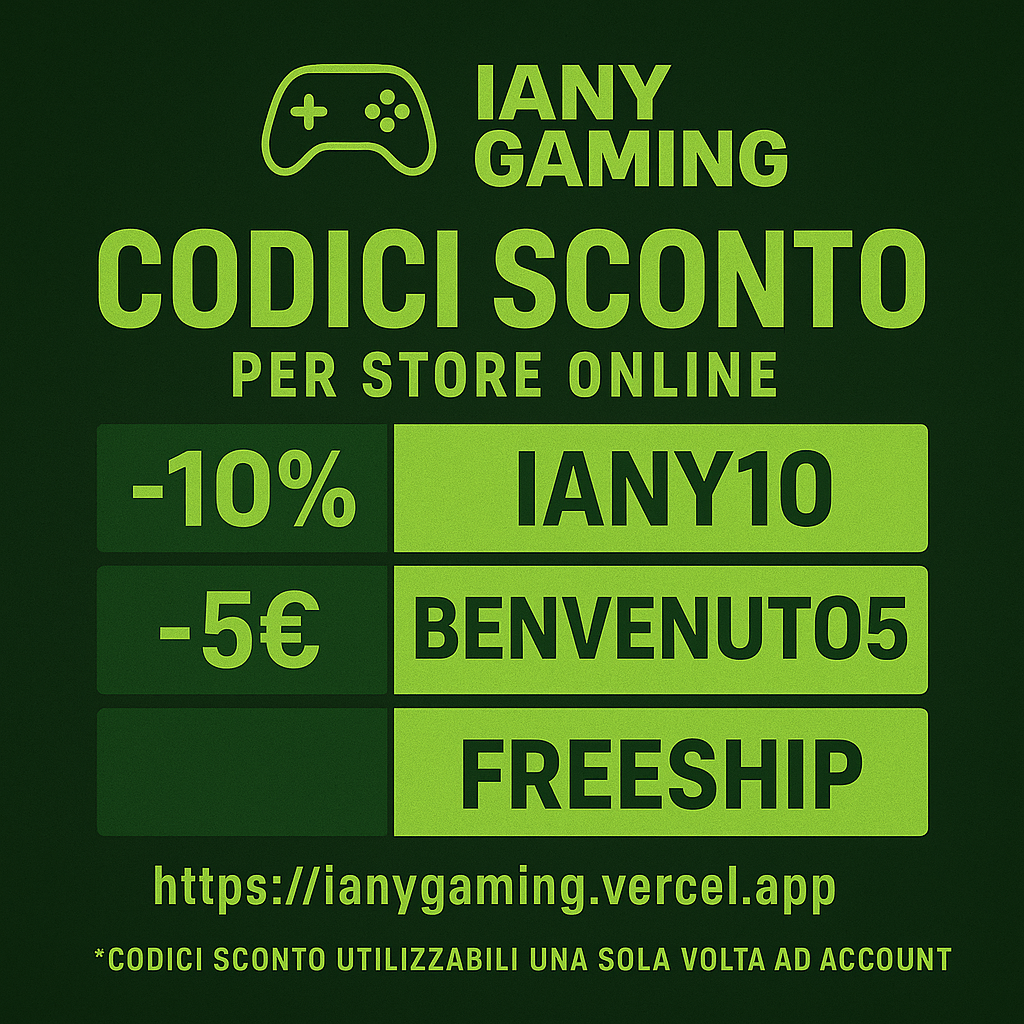 IANY
GAMING
CODICI SCONTO
PER STORE ONLINE
-10% IANY10
-5€ BENVENUTO5
FREESHIP
https://ianygaming.vercel.app
*CODICI SCONTO UTILIZZABILI UNA SOLA VOLTA AD ACCOUNT